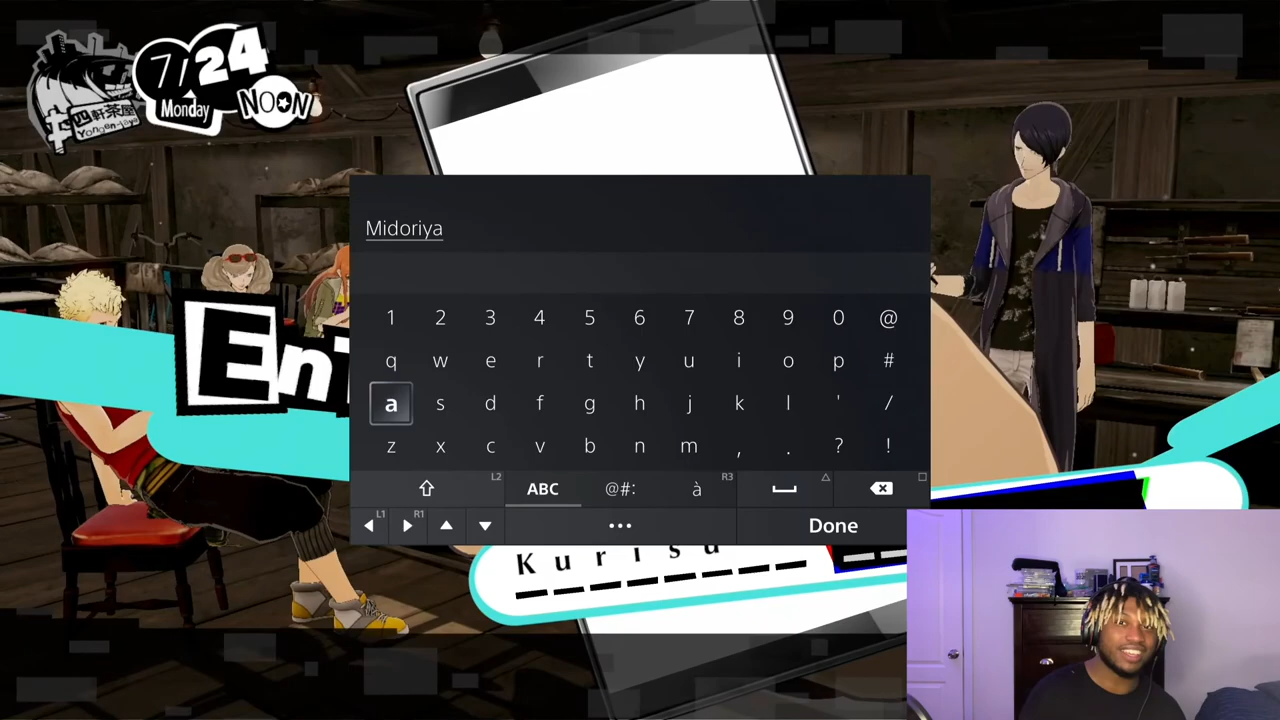 7/24
Monday
NOON
四軒茶屋
Yongen-jaya
Midoriya
1 2 3 4 5 6 7 8 9 0 @
q w e r t y u i o p #
a s d f g h j k l ' /
z x c v b n m , . ? !
L2 ABC @#: à R3
L1 R1 ... Done
Kurisu